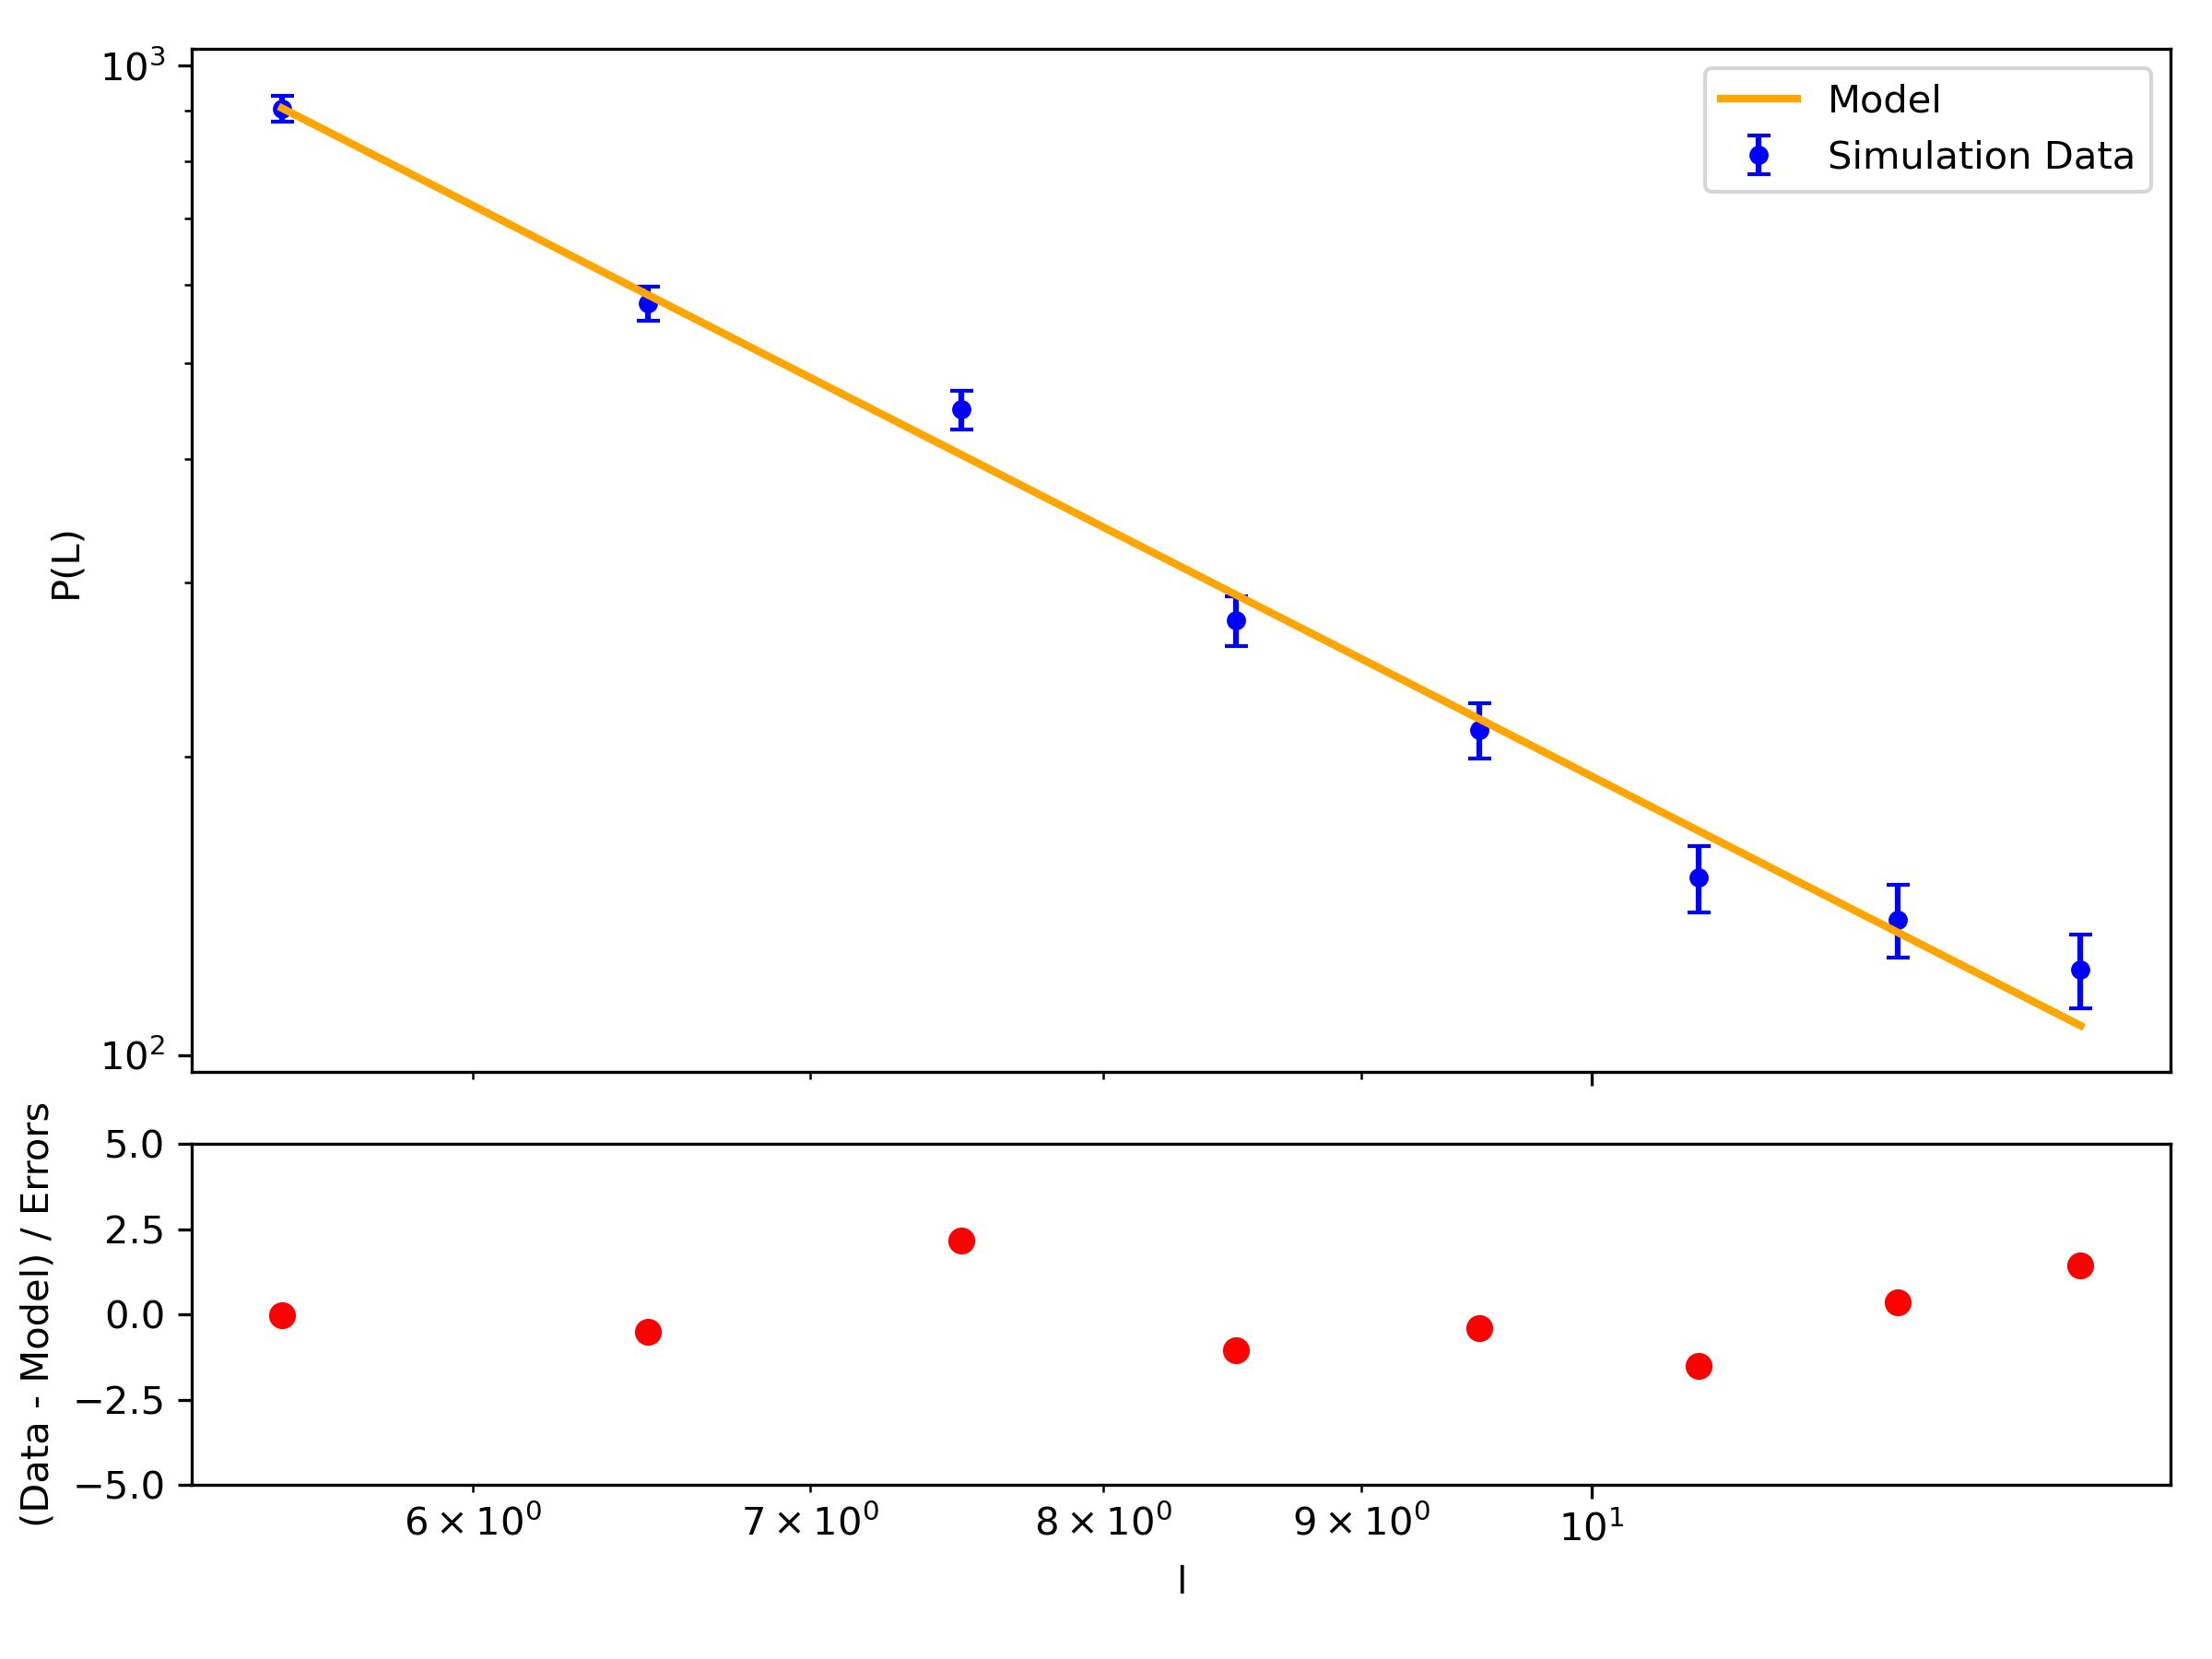 10³
Model
Simulation Data
P(L)
10²
(Data - Model) / Errors
5.0
2.5
0.0
−2.5
−5.0
6 × 10⁰
7 × 10⁰
8 × 10⁰
9 × 10⁰
10¹
l